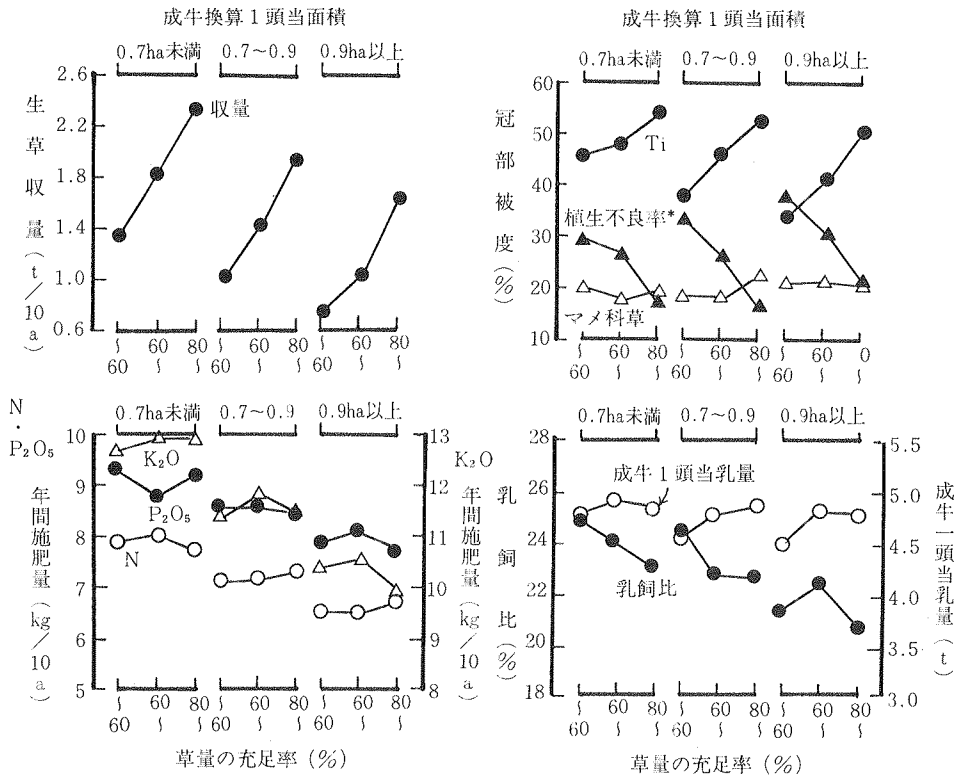 成牛換算1頭当面積
0.7ha未満 0.7~0.9 0.9ha以上
生草収量(t/10a)
2.6
2.2
1.8
1.4
1.0
0.6
収量
~60 60~ 80~ ~60 60~ 80~ ~60 60~ 80~
成牛換算1頭当面積
0.7ha未満 0.7~0.9 0.9ha以上
冠部被度(%)
60
50
40
30
20
10
Ti
植生不良率*
マメ科草
~60 60~ 80~ ~60 60~ 80~ ~60 60~ 0~
0.7ha未満 0.7~0.9 0.9ha以上
N・P₂O₅ 年間施肥量(kg/10a)
10
9
8
7
6
5
K₂O
P₂O₅
N
13
12
11
10
9
8
K₂O 年間施肥量(kg/10a)
~60 60~ 80~ ~60 60~ 80~ ~60 60~ 80~
草量の充足率(%)
0.7ha未満 0.7~0.9 0.9ha以上
乳飼比(%)
28
26
24
22
20
18
成牛1頭当乳量
乳飼比
5.5
5.0
4.5
4.0
3.5
3.0
成牛一頭当乳量(t)
~60 60~ 80~ ~60 60~ 80~ ~60 60~ 80~
草量の充足率(%)